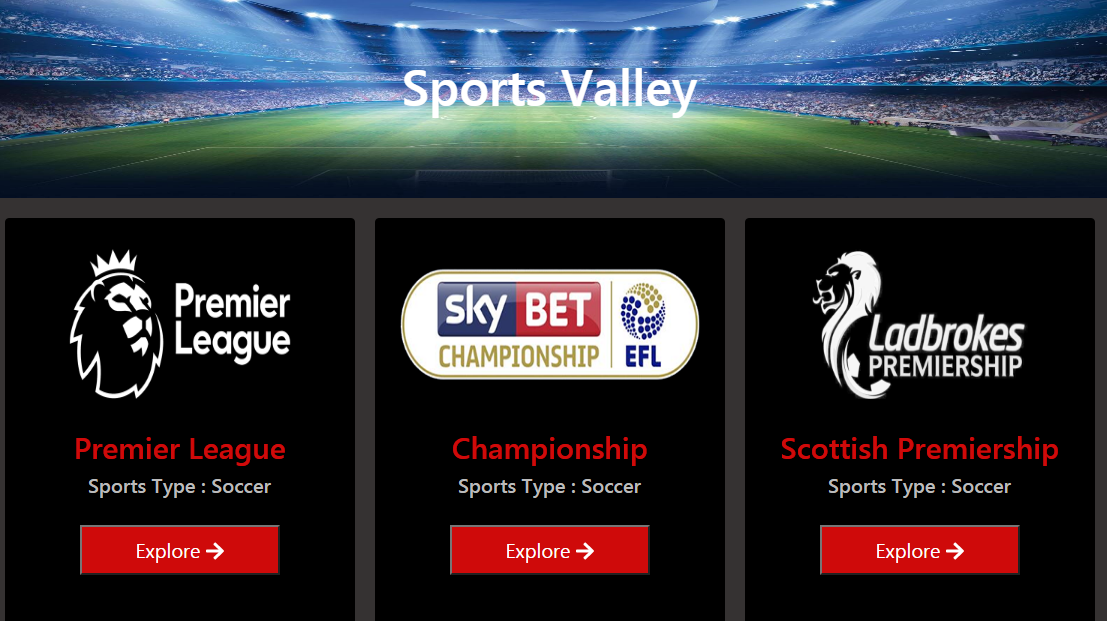 Sports Valley
Premier
League
sky BET
CHAMPIONSHIP
EFL
Ladbrokes
PREMIERSHIP
Premier League
Championship
Scottish Premiership
Sports Type : Soccer
Sports Type : Soccer
Sports Type : Soccer
Explore
Explore
Explore